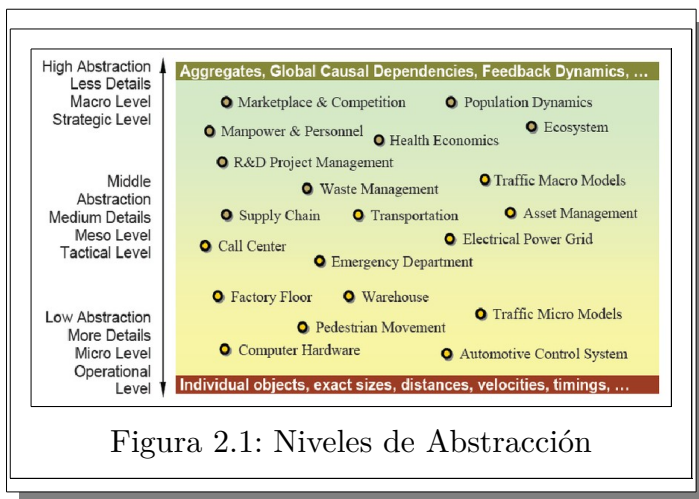 High Abstraction
Less Details
Macro Level
Strategic Level
Middle
Abstraction
Medium Details
Meso Level
Tactical Level
Low Abstraction
More Details
Micro Level
Operational
Level
Aggregates, Global Causal Dependencies, Feedback Dynamics, ...
Marketplace & Competition
Population Dynamics
Manpower & Personnel
Health Economics
Ecosystem
R&D Project Management
Waste Management
Traffic Macro Models
Supply Chain
Transportation
Asset Management
Call Center
Electrical Power Grid
Emergency Department
Factory Floor
Warehouse
Traffic Micro Models
Pedestrian Movement
Computer Hardware
Automotive Control System
Individual objects, exact sizes, distances, velocities, timings, ...
Figura 2.1: Niveles de Abstracción